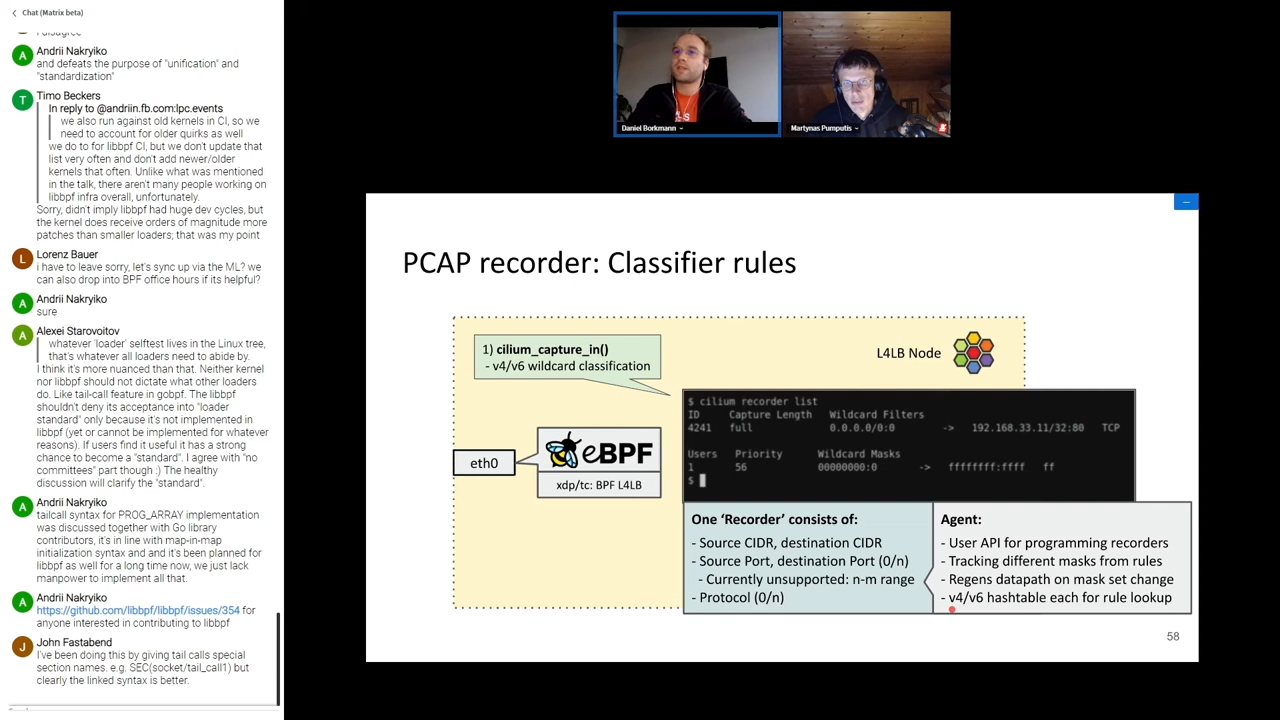 Chat (Matrix beta)
I disagree
Andrii Nakryiko
and defeats the purpose of "unification" and
"standardization"
Timo Beckers
In reply to @andriin.fb.com:lpc.events
we also run against old kernels in CI, so we
need to account for older quirks as well
we do to for libbpf CI, but we don't update that
list very often and don't add newer/older
kernels that often. Unlike what was mentioned
in the talk, there aren't many people working on
libbpf infra overall, unfortunately.
Sorry, didn't imply libbpf had huge dev cycles, but
the kernel does receive orders of magnitude more
patches than smaller loaders; that was my point
Lorenz Bauer
i have to leave sorry, let's sync up via the ML? we
can also drop into BPF office hours if its helpful?
Andrii Nakryiko
sure
Alexei Starovoitov
whatever 'loader' selftest lives in the Linux tree,
that's whatever all loaders need to abide by.
I think it's more nuanced than that. Neither kernel
nor libbpf should not dictate what other loaders
do. Like tail-call feature in gobpf. The libbpf
shouldn't deny its acceptance into "loader
standard" only because it's not implemented in
libbpf (yet or cannot be implemented for whatever
reasons). If users find it useful it has a strong
chance to become a "standard". I agree with "no
committees" part though :) The healthy
discussion will clarify the "standard".
Andrii Nakryiko
tailcall syntax for PROG_ARRAY implementation
was discussed together with Go library
contributors, it's in line with map-in-map
initialization syntax and and it's been planned for
libbpf as well for a long time now, we just lack
manpower to implement all that.
Andrii Nakryiko
https://github.com/libbpf/libbpf/issues/354 for
anyone interested in contributing to libbpf
John Fastabend
I've been doing this by giving tail calls special
section names. e.g. SEC(socket/tail_call1) but
clearly the linked syntax is better.
Daniel Borkmann
Martynas Pumputis
PCAP recorder: Classifier rules
1) cilium_capture_in()
- v4/v6 wildcard classification
L4LB Node
$ cilium recorder list
ID Capture Length Wildcard Filters
4241 full 0.0.0.0/0:0 -> 192.168.33.11/32:80 TCP
Users Priority Wildcard Masks
1 56 00000000:0 -> ffffffff:ffff ff
$
eth0
eBPF
xdp/tc: BPF L4LB
One 'Recorder' consists of:
- Source CIDR, destination CIDR
- Source Port, destination Port (0/n)
- Currently unsupported: n-m range
- Protocol (0/n)
Agent:
- User API for programming recorders
- Tracking different masks from rules
- Regens datapath on mask set change
- v4/v6 hashtable each for rule lookup
58